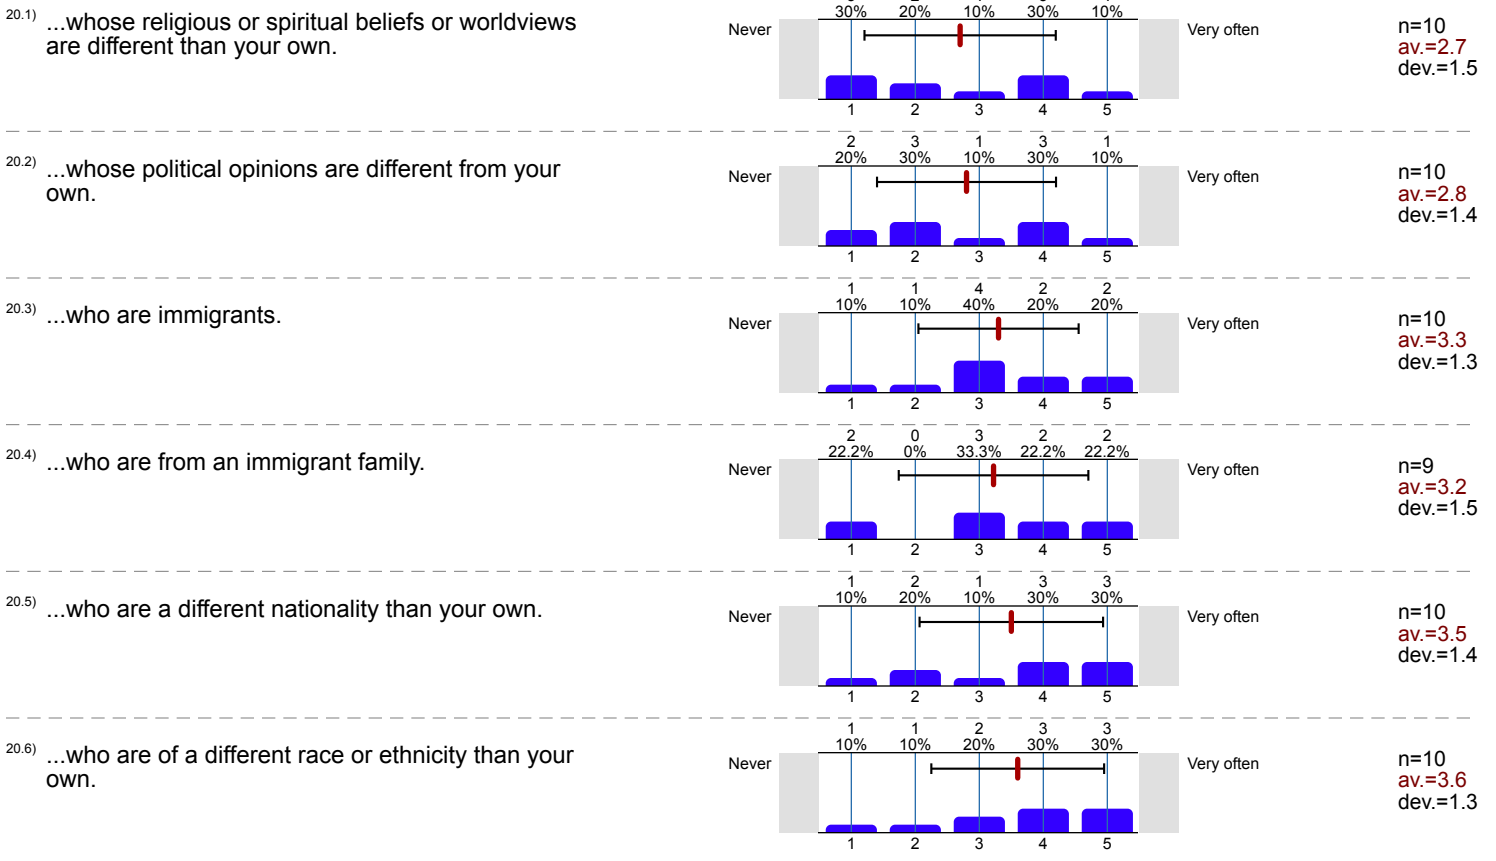 30% 20% 10% 30% 10%
20.1) ...whose religious or spiritual beliefs or worldviews
are different than your own.
Never Very often
n=10
av.=2.7
dev.=1.5
1 2 3 4 5
2 3 1 3 1
20% 30% 10% 30% 10%
20.2) ...whose political opinions are different from your
own.
Never Very often
n=10
av.=2.8
dev.=1.4
1 2 3 4 5
1 1 4 2 2
10% 10% 40% 20% 20%
20.3) ...who are immigrants.
Never Very often
n=10
av.=3.3
dev.=1.3
1 2 3 4 5
2 0 3 2 2
22.2% 0% 33.3% 22.2% 22.2%
20.4) ...who are from an immigrant family.
Never Very often
n=9
av.=3.2
dev.=1.5
1 2 3 4 5
1 2 1 3 3
10% 20% 10% 30% 30%
20.5) ...who are a different nationality than your own.
Never Very often
n=10
av.=3.5
dev.=1.4
1 2 3 4 5
1 1 2 3 3
10% 10% 20% 30% 30%
20.6) ...who are of a different race or ethnicity than your
own.
Never Very often
n=10
av.=3.6
dev.=1.3
1 2 3 4 5